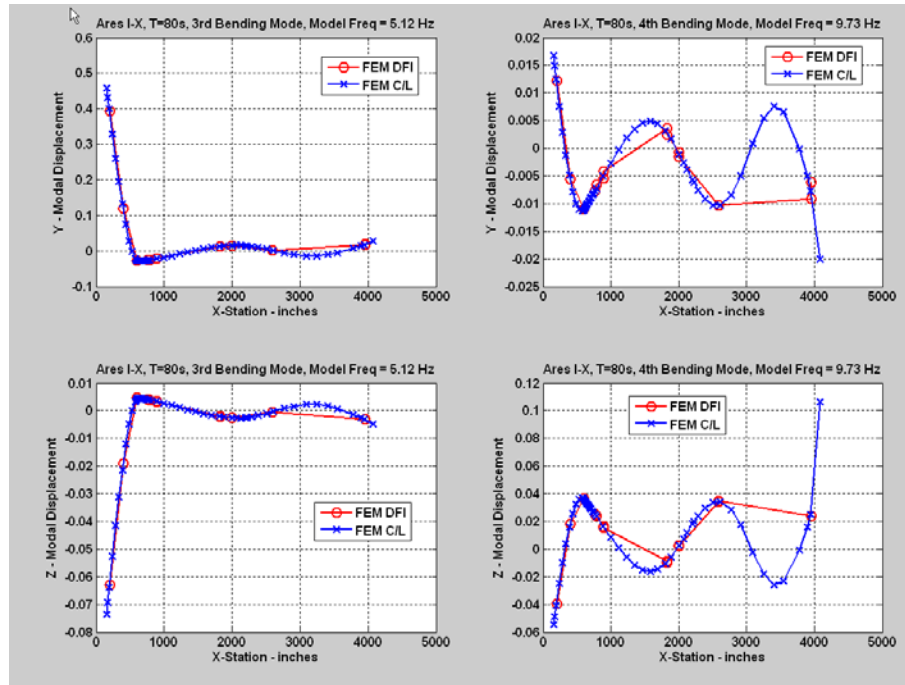 Ares I-X, T=80s, 3rd Bending Mode, Model Freq = 5.12 Hz
0.6
0.5
0.4
0.3
0.2
0.1
0
-0.1
Y - Modal Displacement
FEM DFI
FEM C/L
0 1000 2000 3000 4000 5000
X-Station - inches
Ares I-X, T=80s, 4th Bending Mode, Model Freq = 9.73 Hz
0.02
0.015
0.01
0.005
0
-0.005
-0.01
-0.015
-0.02
-0.025
Y - Modal Displacement
FEM DFI
FEM C/L
0 1000 2000 3000 4000 5000
X-Station - inches
Ares I-X, T=80s, 3rd Bending Mode, Model Freq = 5.12 Hz
0.01
0
-0.01
-0.02
-0.03
-0.04
-0.05
-0.06
-0.07
-0.08
Z - Modal Displacement
FEM DFI
FEM C/L
0 1000 2000 3000 4000 5000
X-Station - inches
Ares I-X, T=80s, 4th Bending Mode, Model Freq = 9.73 Hz
0.12
0.1
0.08
0.06
0.04
0.02
0
-0.02
-0.04
-0.06
Z - Modal Displacement
FEM DFI
FEM C/L
0 1000 2000 3000 4000 5000
X-Station - inches